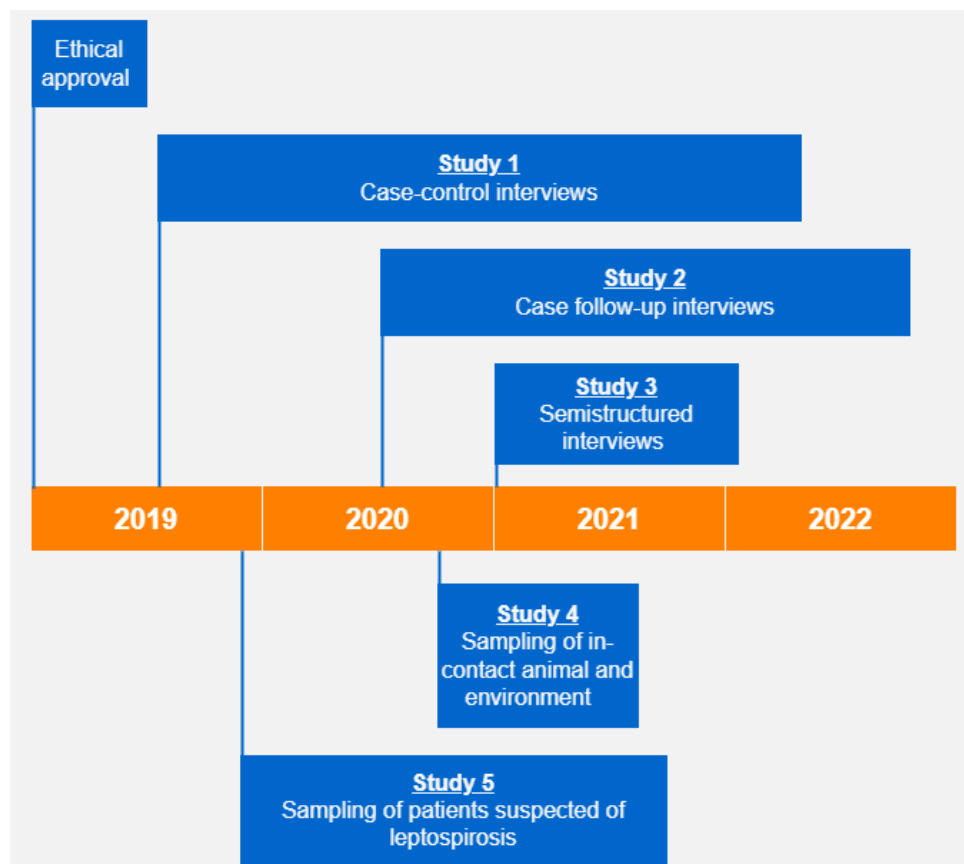 Ethical
approval
Study 1
Case-control interviews
Study 2
Case follow-up interviews
Study 3
Semistructured
interviews
2019
2020
2021
2022
Study 4
Sampling of in-
contact animal and
environment
Study 5
Sampling of patients suspected of
leptospirosis